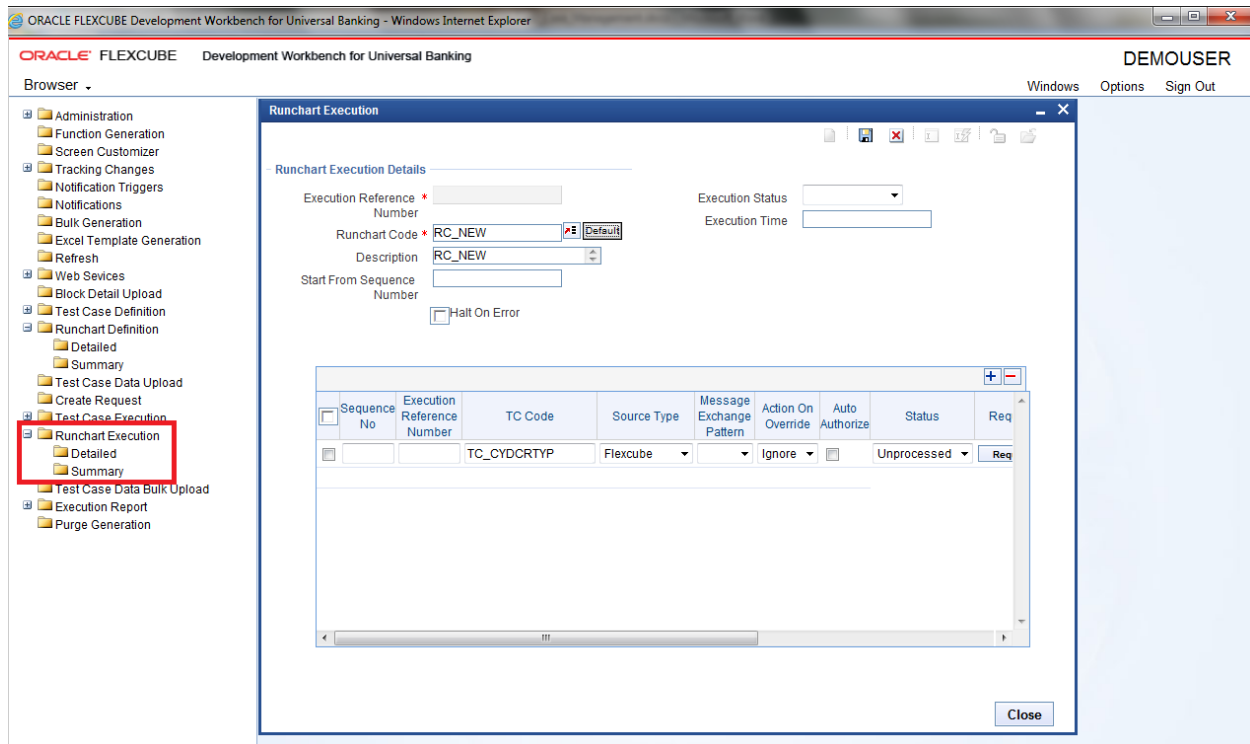 ORACLE FLEXCUBE Development Workbench for Universal Banking - Windows Internet Explorer
ORACLE FLEXCUBE Development Workbench for Universal Banking
DEMOUSER
Browser
Windows Options Sign Out
Administration
Function Generation
Screen Customizer
Tracking Changes
Notification Triggers
Notifications
Bulk Generation
Excel Template Generation
Refresh
Web Sevices
Block Detail Upload
Test Case Definition
Runchart Definition
Detailed
Summary
Test Case Data Upload
Create Request
Test Case Execution
Runchart Execution
Detailed
Summary
Test Case Data Bulk Upload
Execution Report
Purge Generation
Runchart Execution
Runchart Execution Details
Execution Reference * Number
Execution Status
Execution Time
Runchart Code * RC_NEW Default
Description RC_NEW
Start From Sequence Number
Halt On Error
Sequence No Execution Reference Number TC Code Source Type Message Exchange Pattern Action On Override Auto Authorize Status Req
TC_CYDCRTYP Flexcube Ignore Unprocessed Req
Close